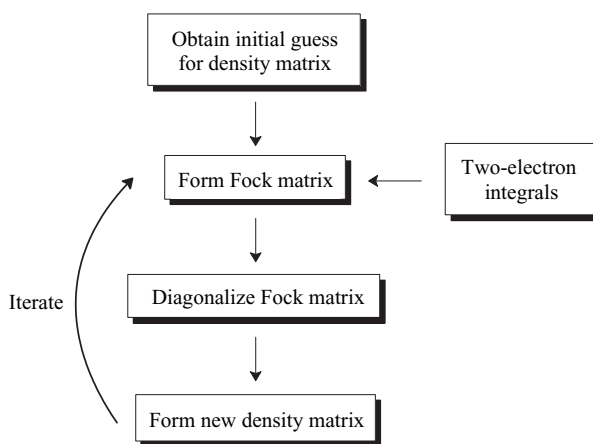 Obtain initial guess
for density matrix
Form Fock matrix
Two-electron
integrals
Diagonalize Fock matrix
Iterate
Form new density matrix